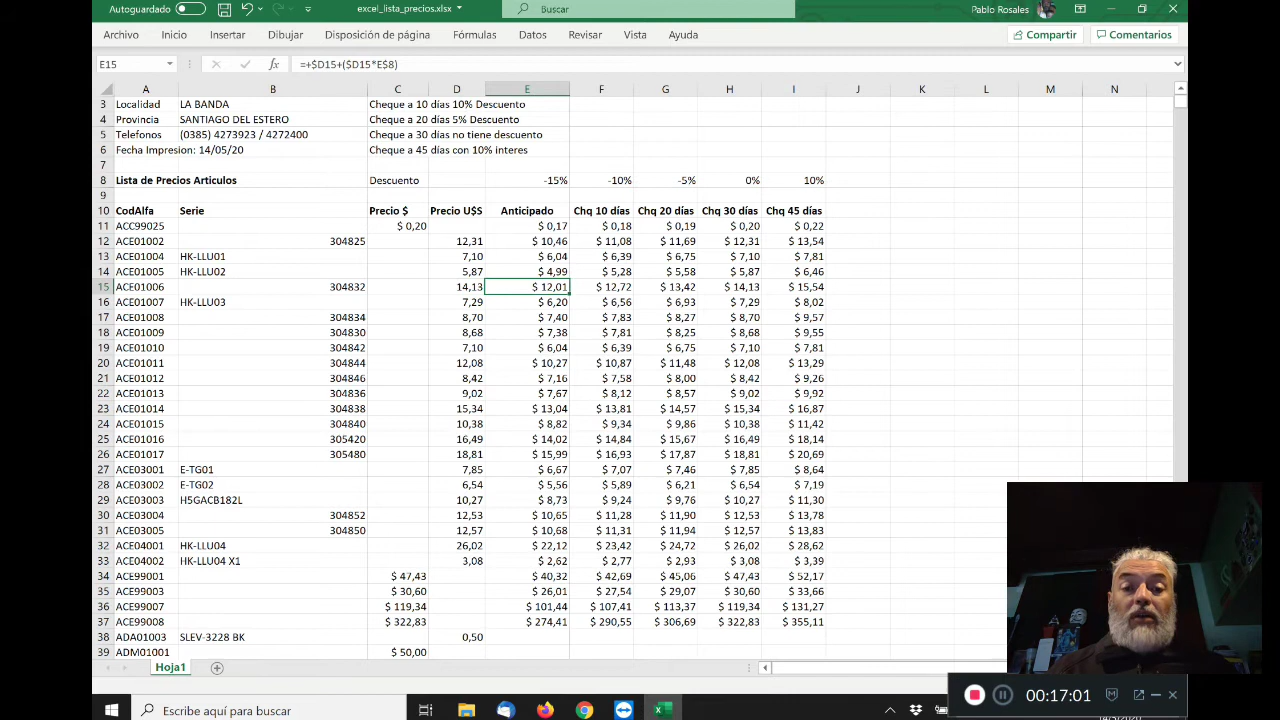 Autoguardado excel_lista_precios.xlsx Buscar Pablo Rosales
Archivo Inicio Insertar Dibujar Disposición de página Fórmulas Datos Revisar Vista Ayuda Compartir Comentarios
E15 fx =+$D15+($D15*E$8)
A B C D E F G H I J K L M N
3 Localidad LA BANDA Cheque a 10 días 10% Descuento
4 Provincia SANTIAGO DEL ESTERO Cheque a 20 días 5% Descuento
5 Telefonos (0385) 4273923 / 4272400 Cheque a 30 días no tiene descuento
6 Fecha Impresion: 14/05/20 Cheque a 45 días con 10% interes
7
8 Lista de Precios Articulos Descuento -15% -10% -5% 0% 10%
9
10 CodAlfa Serie Precio $ Precio U$S Anticipado Chq 10 días Chq 20 días Chq 30 días Chq 45 días
11 ACC99025 $ 0,20 $ 0,17 $ 0,18 $ 0,19 $ 0,20 $ 0,22
12 ACE01002 304825 12,31 $ 10,46 $ 11,08 $ 11,69 $ 12,31 $ 13,54
13 ACE01004 HK-LLU01 7,10 $ 6,04 $ 6,39 $ 6,75 $ 7,10 $ 7,81
14 ACE01005 HK-LLU02 5,87 $ 4,99 $ 5,28 $ 5,58 $ 5,87 $ 6,46
15 ACE01006 304832 14,13 $ 12,01 $ 12,72 $ 13,42 $ 14,13 $ 15,54
16 ACE01007 HK-LLU03 7,29 $ 6,20 $ 6,56 $ 6,93 $ 7,29 $ 8,02
17 ACE01008 304834 8,70 $ 7,40 $ 7,83 $ 8,27 $ 8,70 $ 9,57
18 ACE01009 304830 8,68 $ 7,38 $ 7,81 $ 8,25 $ 8,68 $ 9,55
19 ACE01010 304842 7,10 $ 6,04 $ 6,39 $ 6,75 $ 7,10 $ 7,81
20 ACE01011 304844 12,08 $ 10,27 $ 10,87 $ 11,48 $ 12,08 $ 13,29
21 ACE01012 304846 8,42 $ 7,16 $ 7,58 $ 8,00 $ 8,42 $ 9,26
22 ACE01013 304836 9,02 $ 7,67 $ 8,12 $ 8,57 $ 9,02 $ 9,92
23 ACE01014 304838 15,34 $ 13,04 $ 13,81 $ 14,57 $ 15,34 $ 16,87
24 ACE01015 304840 10,38 $ 8,82 $ 9,34 $ 9,86 $ 10,38 $ 11,42
25 ACE01016 305420 16,49 $ 14,02 $ 14,84 $ 15,67 $ 16,49 $ 18,14
26 ACE01017 305480 18,81 $ 15,99 $ 16,93 $ 17,87 $ 18,81 $ 20,69
27 ACE03001 E-TG01 7,85 $ 6,67 $ 7,07 $ 7,46 $ 7,85 $ 8,64
28 ACE03002 E-TG02 6,54 $ 5,56 $ 5,89 $ 6,21 $ 6,54 $ 7,19
29 ACE03003 H5GACB182L 10,27 $ 8,73 $ 9,24 $ 9,76 $ 10,27 $ 11,30
30 ACE03004 304852 12,53 $ 10,65 $ 11,28 $ 11,90 $ 12,53 $ 13,78
31 ACE03005 304850 12,57 $ 10,68 $ 11,31 $ 11,94 $ 12,57 $ 13,83
32 ACE04001 HK-LLU04 26,02 $ 22,12 $ 23,42 $ 24,72 $ 26,02 $ 28,62
33 ACE04002 HK-LLU04 X1 3,08 $ 2,62 $ 2,77 $ 2,93 $ 3,08 $ 3,39
34 ACE99001 $ 47,43 $ 40,32 $ 42,69 $ 45,06 $ 47,43 $ 52,17
35 ACE99003 $ 30,60 $ 26,01 $ 27,54 $ 29,07 $ 30,60 $ 33,66
36 ACE99007 $ 119,34 $ 101,44 $ 107,41 $ 113,37 $ 119,34 $ 131,27
37 ACE99008 $ 322,83 $ 274,41 $ 290,55 $ 306,69 $ 322,83 $ 355,11
38 ADA01003 SLEV-3228 BK 0,50
39 ADM01001 $ 50,00
Hoja1
00:17:01
Escribe aquí para buscar